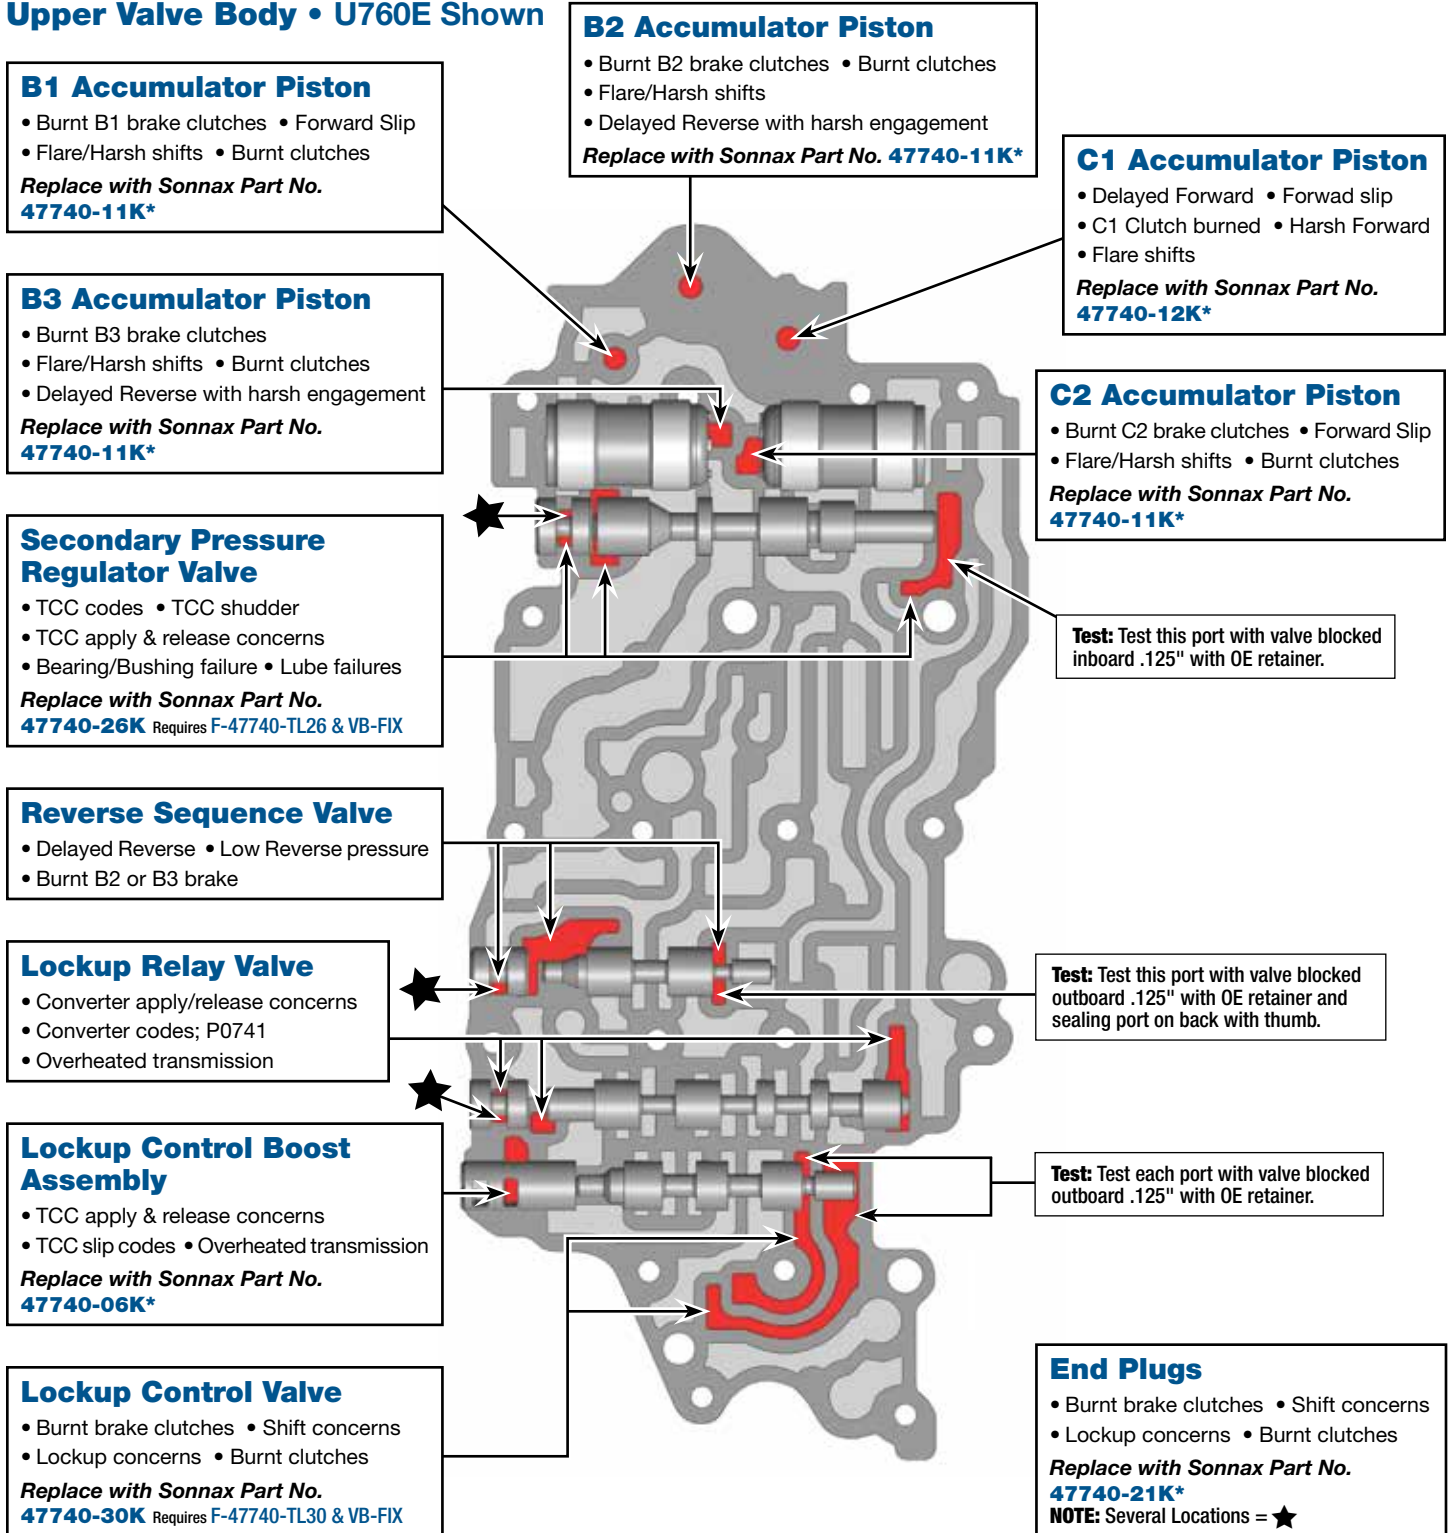 Upper Valve Body • U760E Shown
B2 Accumulator Piston
• Burnt B2 brake clutches • Burnt clutches
• Flare/Harsh shifts
• Delayed Reverse with harsh engagement
Replace with Sonnax Part No. 47740-11K*
B1 Accumulator Piston
• Burnt B1 brake clutches • Forward Slip
• Flare/Harsh shifts • Burnt clutches
Replace with Sonnax Part No.
47740-11K*
C1 Accumulator Piston
• Delayed Forward • Forwad slip
• C1 Clutch burned • Harsh Forward
• Flare shifts
Replace with Sonnax Part No.
47740-12K*
B3 Accumulator Piston
• Burnt B3 brake clutches
• Flare/Harsh shifts • Burnt clutches
• Delayed Reverse with harsh engagement
Replace with Sonnax Part No.
47740-11K*
C2 Accumulator Piston
• Burnt C2 brake clutches • Forward Slip
• Flare/Harsh shifts • Burnt clutches
Replace with Sonnax Part No.
47740-11K*
Secondary Pressure
Regulator Valve
• TCC codes • TCC shudder
• TCC apply & release concerns
• Bearing/Bushing failure • Lube failures
Replace with Sonnax Part No.
47740-26K Requires F-47740-TL26 & VB-FIX
Test: Test this port with valve blocked
inboard .125" with OE retainer.
Reverse Sequence Valve
• Delayed Reverse • Low Reverse pressure
• Burnt B2 or B3 brake
Lockup Relay Valve
• Converter apply/release concerns
• Converter codes; P0741
• Overheated transmission
Test: Test this port with valve blocked
outboard .125" with OE retainer and
sealing port on back with thumb.
Lockup Control Boost
Assembly
• TCC apply & release concerns
• TCC slip codes • Overheated transmission
Replace with Sonnax Part No.
47740-06K*
Test: Test each port with valve blocked
outboard .125" with OE retainer.
Lockup Control Valve
• Burnt brake clutches • Shift concerns
• Lockup concerns • Burnt clutches
Replace with Sonnax Part No.
47740-30K Requires F-47740-TL30 & VB-FIX
End Plugs
• Burnt brake clutches • Shift concerns
• Lockup concerns • Burnt clutches
Replace with Sonnax Part No.
47740-21K*
NOTE: Several Locations = ★